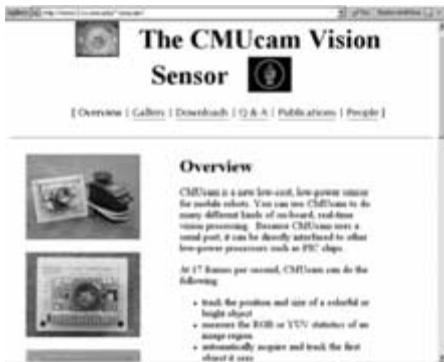 The CMUcam Vision
Sensor
[ Overview | Gallery | Downloads | Q & A | Publications | People ]
Overview
CMUcam is a new low-cost, low-power sensor
for mobile robots. You can use CMUcam to do
many different kinds of on-board, real-time
vision processing. Because CMUcam uses a
serial port, it can be directly interfaced to other
low-power processors such as PIC chips.
At 17 frames per second, CMUcam can do the
following:
• track the position and size of a colorful or
bright object
• measure the RGB or YUV statistics of an
image region
• automatically acquire and track the first
object it sees